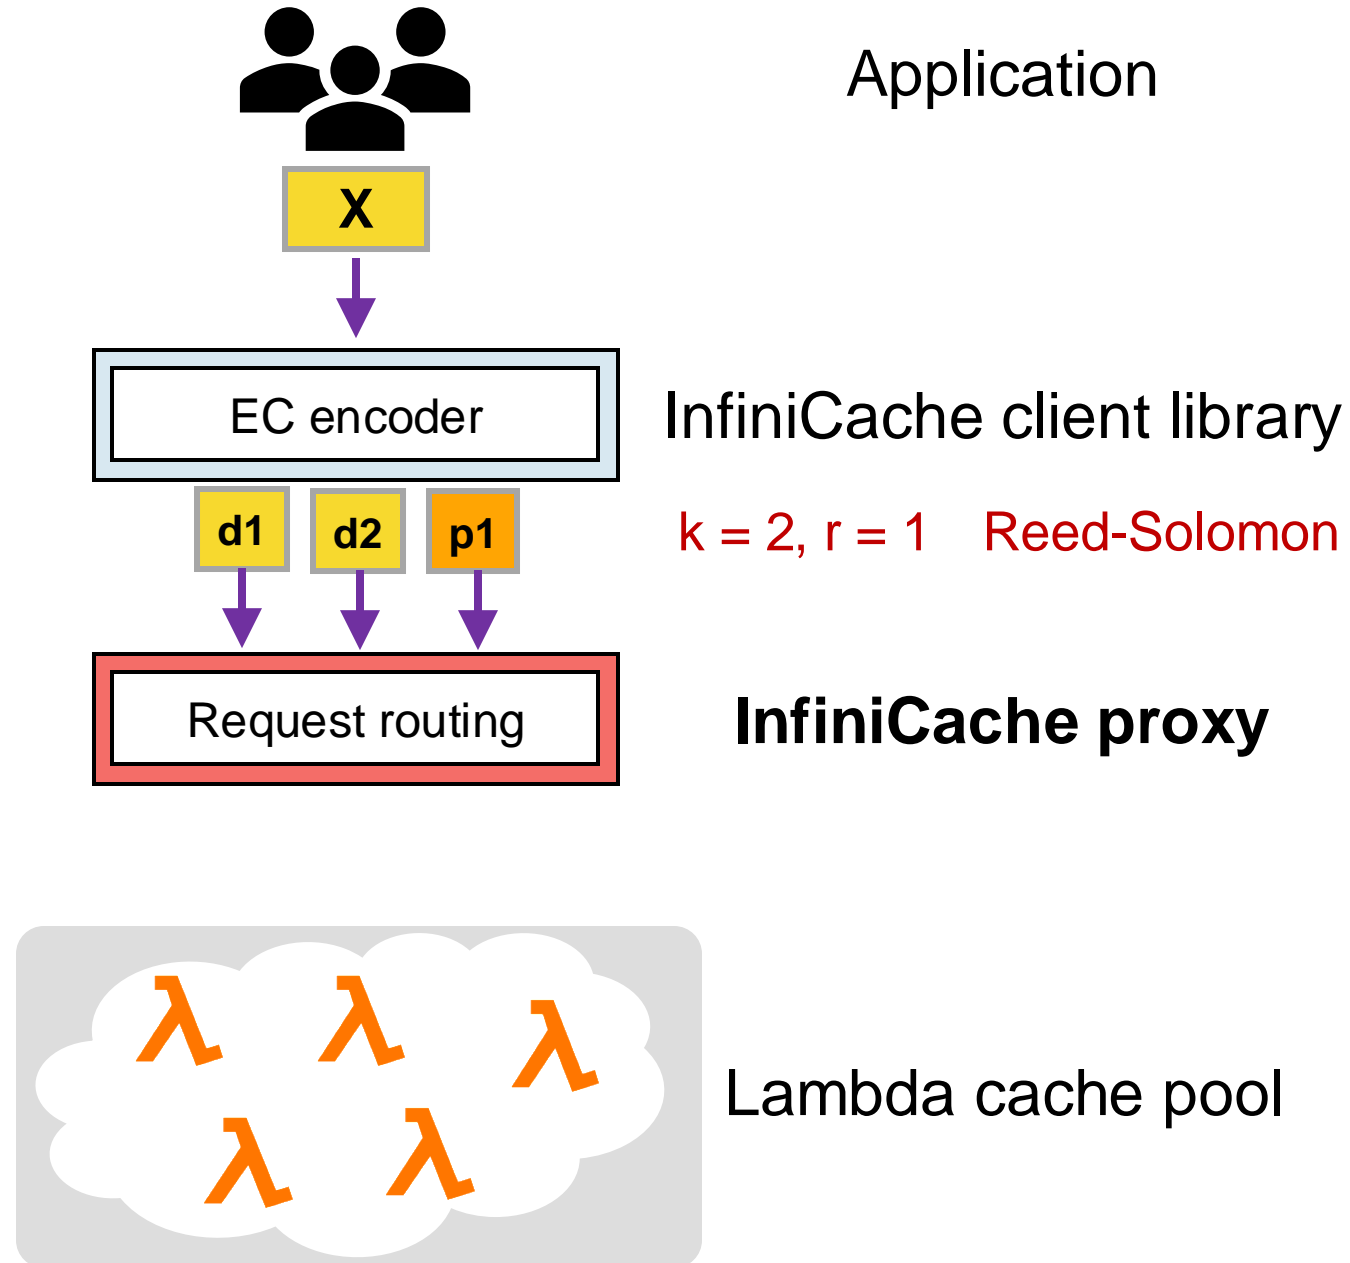 Application
X
EC encoder
InfiniCache client library
d1 d2 p1
k = 2, r = 1 Reed-Solomon
Request routing
InfiniCache proxy
λ λ λ
λ λ
Lambda cache pool